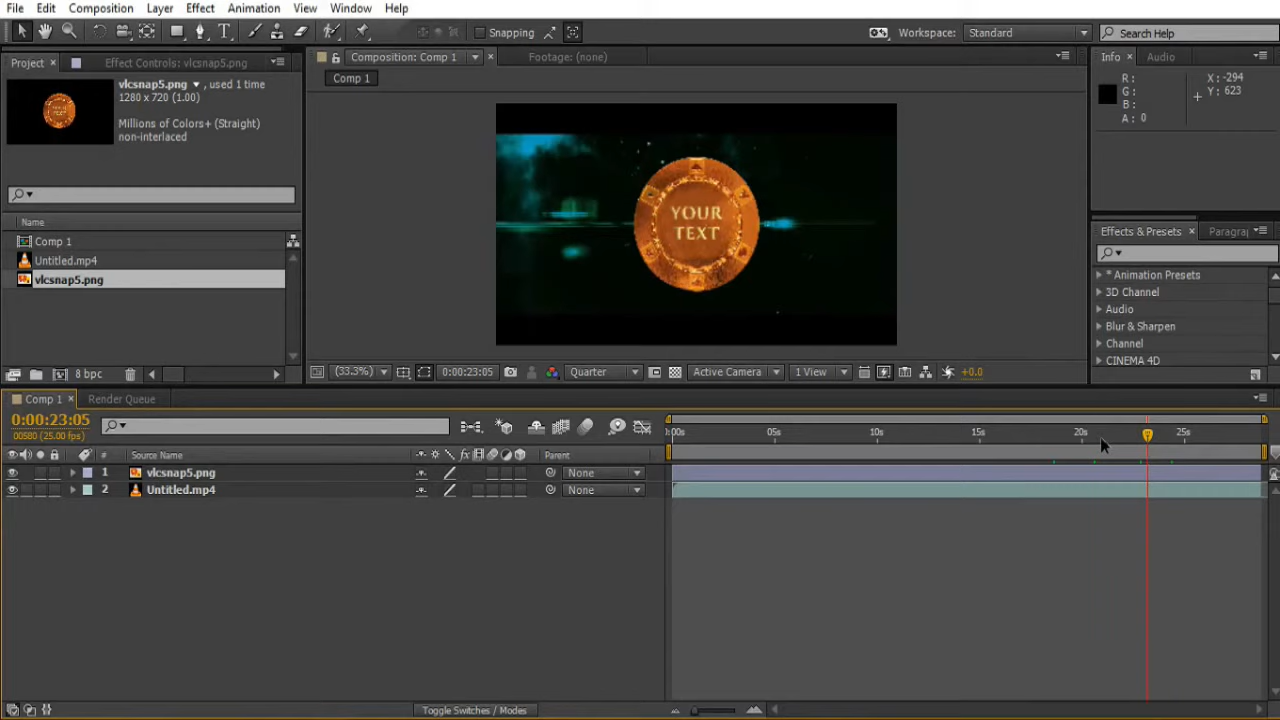 File Edit Composition Layer Effect Animation View Window Help
Snapping Workspace: Standard Search Help
Project Effect Controls: vlcsnap5.png Composition: Comp 1 Footage: (none) Info Audio
Comp 1
vlcsnap5.png , used 1 time
1280 x 720 (1.00)
Millions of Colors+ (Straight)
non-interlaced
R: X: -294
G: Y: 623
B:
A: 0
YOUR
TEXT
Name
Comp 1
Untitled.mp4
vlcsnap5.png
8 bpc
(33.3%) 0:00:23:05 Quarter Active Camera 1 View +0.0
Effects & Presets Paragra
* Animation Presets
3D Channel
Audio
Blur & Sharpen
Channel
CINEMA 4D
Comp 1 Render Queue
0:00:23:05
00580 (25.00 fps)
:00s 05s 10s 15s 20s 25s
# Source Name fx Parent
1 vlcsnap5.png None
2 Untitled.mp4 None
Toggle Switches / Modes